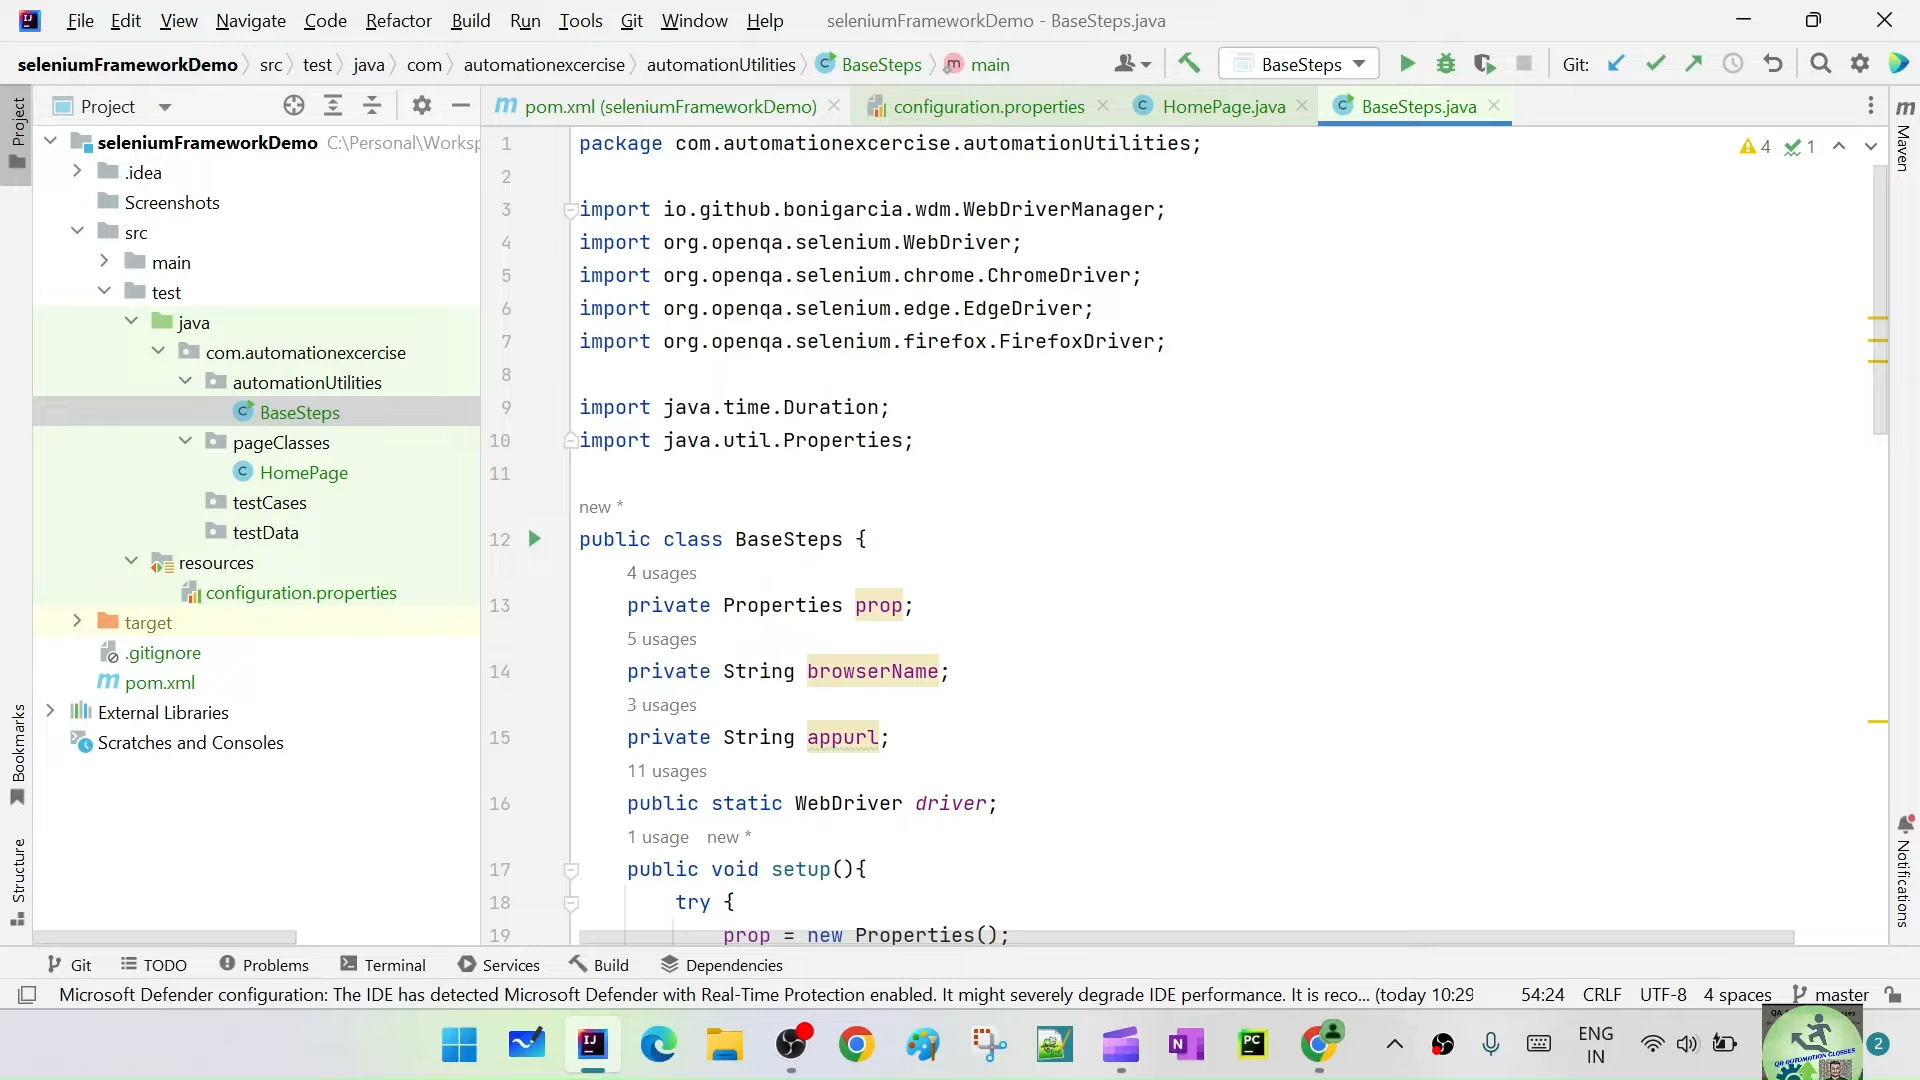 File Edit View Navigate Code Refactor Build Run Tools Git Window Help seleniumFrameworkDemo - BaseSteps.java
seleniumFrameworkDemo src test java com automationexcercise automationUtilities BaseSteps main BaseSteps Git:
Project
Project
pom.xml (seleniumFrameworkDemo) configuration.properties HomePage.java BaseSteps.java
Maven
seleniumFrameworkDemo C:\Personal\Worksp
.idea
Screenshots
src
main
test
java
com.automationexcercise
automationUtilities
BaseSteps
pageClasses
HomePage
testCases
testData
resources
configuration.properties
target
.gitignore
pom.xml
External Libraries
Scratches and Consoles
Bookmarks
Structure
4 1
1 package com.automationexcercise.automationUtilities;
2
3 import io.github.bonigarcia.wdm.WebDriverManager;
4 import org.openqa.selenium.WebDriver;
5 import org.openqa.selenium.chrome.ChromeDriver;
6 import org.openqa.selenium.edge.EdgeDriver;
7 import org.openqa.selenium.firefox.FirefoxDriver;
8
9 import java.time.Duration;
10 import java.util.Properties;
11
new *
12 public class BaseSteps {
4 usages
13 private Properties prop;
5 usages
14 private String browserName;
3 usages
15 private String appurl;
11 usages
16 public static WebDriver driver;
1 usage new *
17 public void setup(){
18 try {
19 prop = new Properties();
Notifications
Git TODO Problems Terminal Services Build Dependencies
Microsoft Defender configuration: The IDE has detected Microsoft Defender with Real-Time Protection enabled. It might severely degrade IDE performance. It is reco... (today 10:29 54:24 CRLF UTF-8 4 spaces master
ENG
IN
QA AUTOMATION CLASSES
2